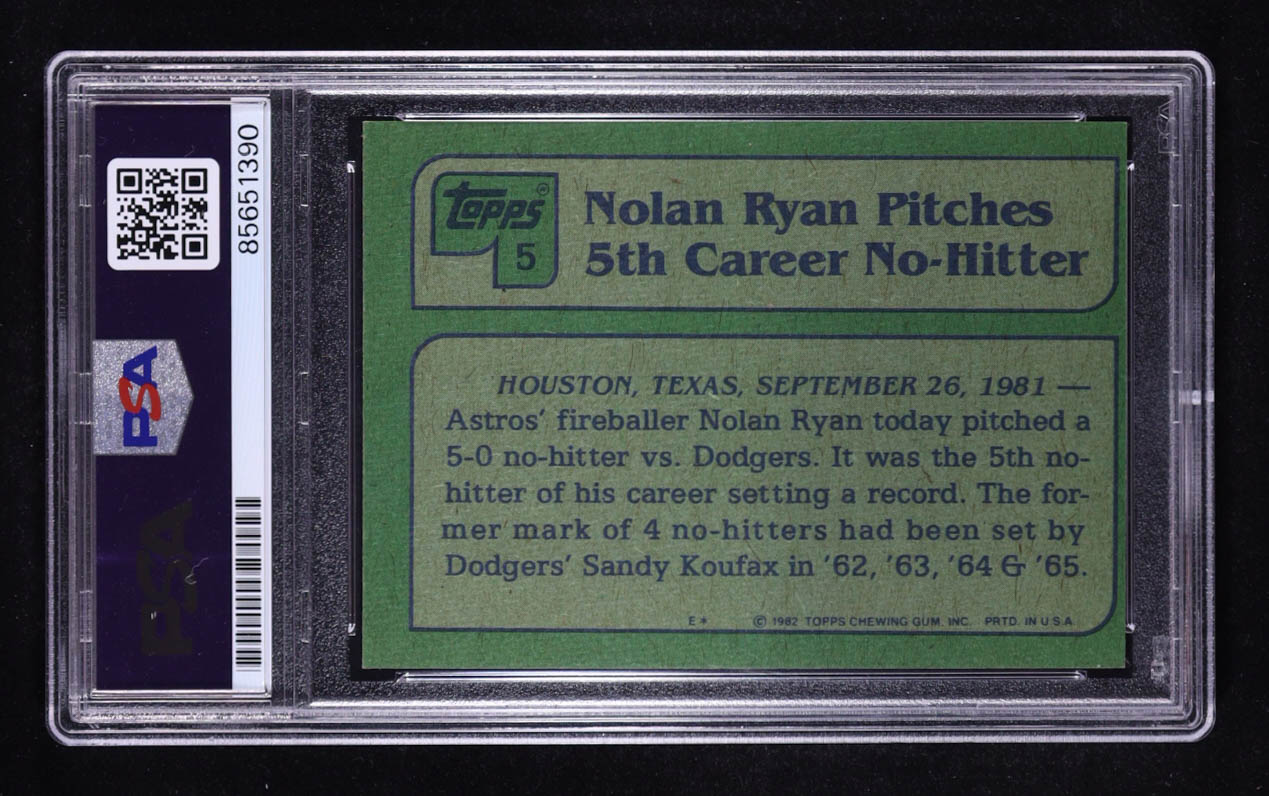 85651390
PSA
PSA
topps
5
Nolan Ryan Pitches
5th Career No-Hitter
HOUSTON, TEXAS, SEPTEMBER 26, 1981 —
Astros' fireballer Nolan Ryan today pitched a
5-0 no-hitter vs. Dodgers. It was the 5th no-
hitter of his career setting a record. The for-
mer mark of 4 no-hitters had been set by
Dodgers' Sandy Koufax in '62, '63, '64 & '65.
E* © 1982 TOPPS CHEWING GUM, INC. PRTD. IN U.S.A.